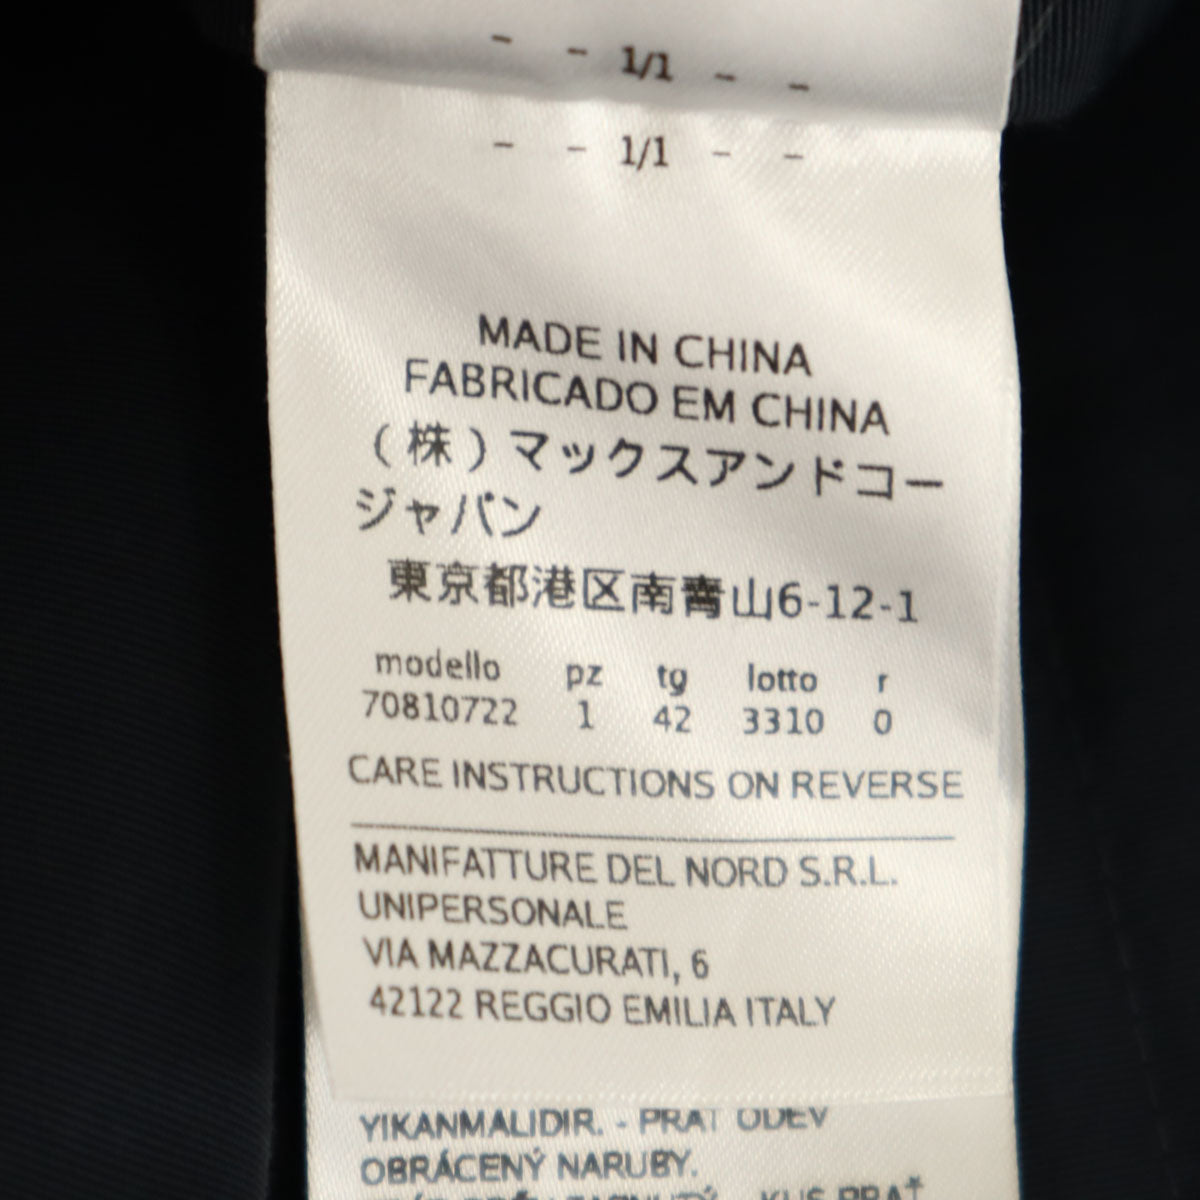 - - 1/1 - -
- - 1/1 - -
MADE IN CHINA
FABRICADO EM CHINA
(株)マックスアンドコー
ジャパン
東京都港区南青山6-12-1
modello pz tg lotto r
70810722 1 42 3310 0
CARE INSTRUCTIONS ON REVERSE
MANIFATTURE DEL NORD S.R.L.
UNIPERSONALE
VIA MAZZACURATI, 6
42122 REGGIO EMILIA ITALY
YIKANMALIDIR. - PRAT ODEV
OBRÁCENÝ NARUBY.